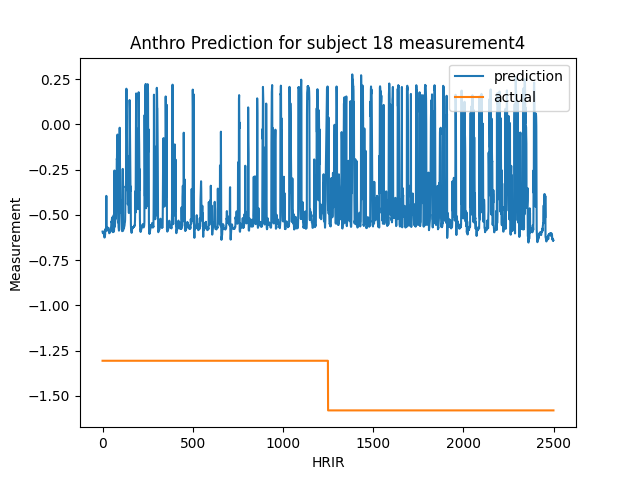 Anthro Prediction for subject 18 measurement4
prediction
actual
Measurement
0.25
0.00
−0.25
−0.50
−0.75
−1.00
−1.25
−1.50
0
500
1000
1500
2000
2500
HRIR